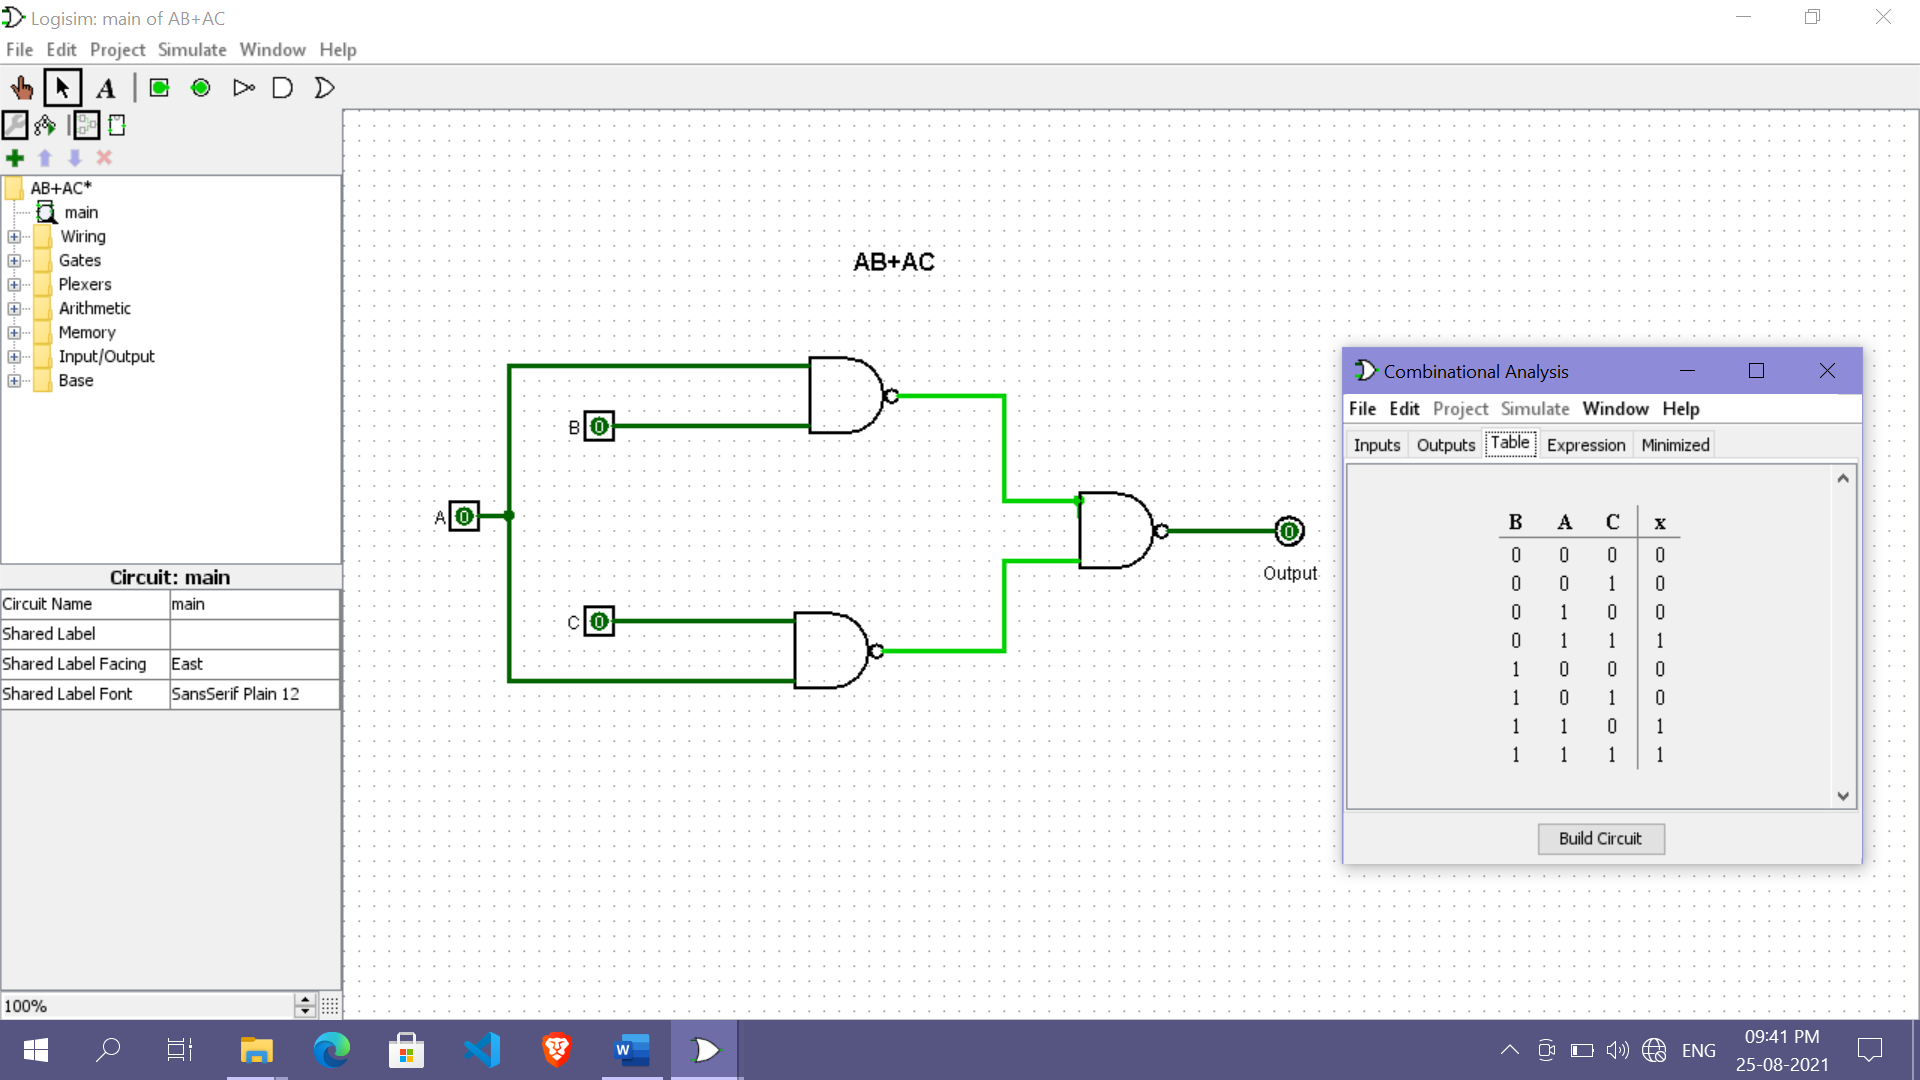 Logisim: main of AB+AC
File Edit Project Simulate Window Help
A
AB+AC*
main
Wiring
Gates
Plexers
Arithmetic
Memory
Input/Output
Base
Circuit: main
Circuit Name main
Shared Label
Shared Label Facing East
Shared Label Font SansSerif Plain 12
100%
AB+AC
B 0
A 0
C 0
0
Output
Combinational Analysis
File Edit Project Simulate Window Help
Inputs Outputs Table Expression Minimized
B A C x
0 0 0 0
0 0 1 0
0 1 0 0
0 1 1 1
1 0 0 0
1 0 1 0
1 1 0 1
1 1 1 1
Build Circuit
W
ENG
09:41 PM
25-08-2021